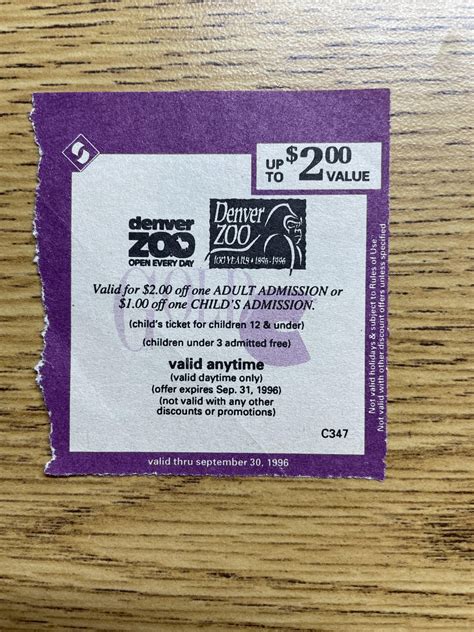 UP TO $2.00 VALUE
denver
ZOO
OPEN EVERY DAY
Denver
ZOO
100 YEARS • 1896-1996
GOLD C
Valid for $2.00 off one ADULT ADMISSION or
$1.00 off one CHILD'S ADMISSION.
(child's ticket for children 12 & under)
(children under 3 admitted free)
valid anytime
(valid daytime only)
(offer expires Sep. 31, 1996)
(not valid with any other
discounts or promotions)
C347
valid thru september 30, 1996
Not valid holidays & subject to Rules of Use.
Not valid with other discount offers unless specified.